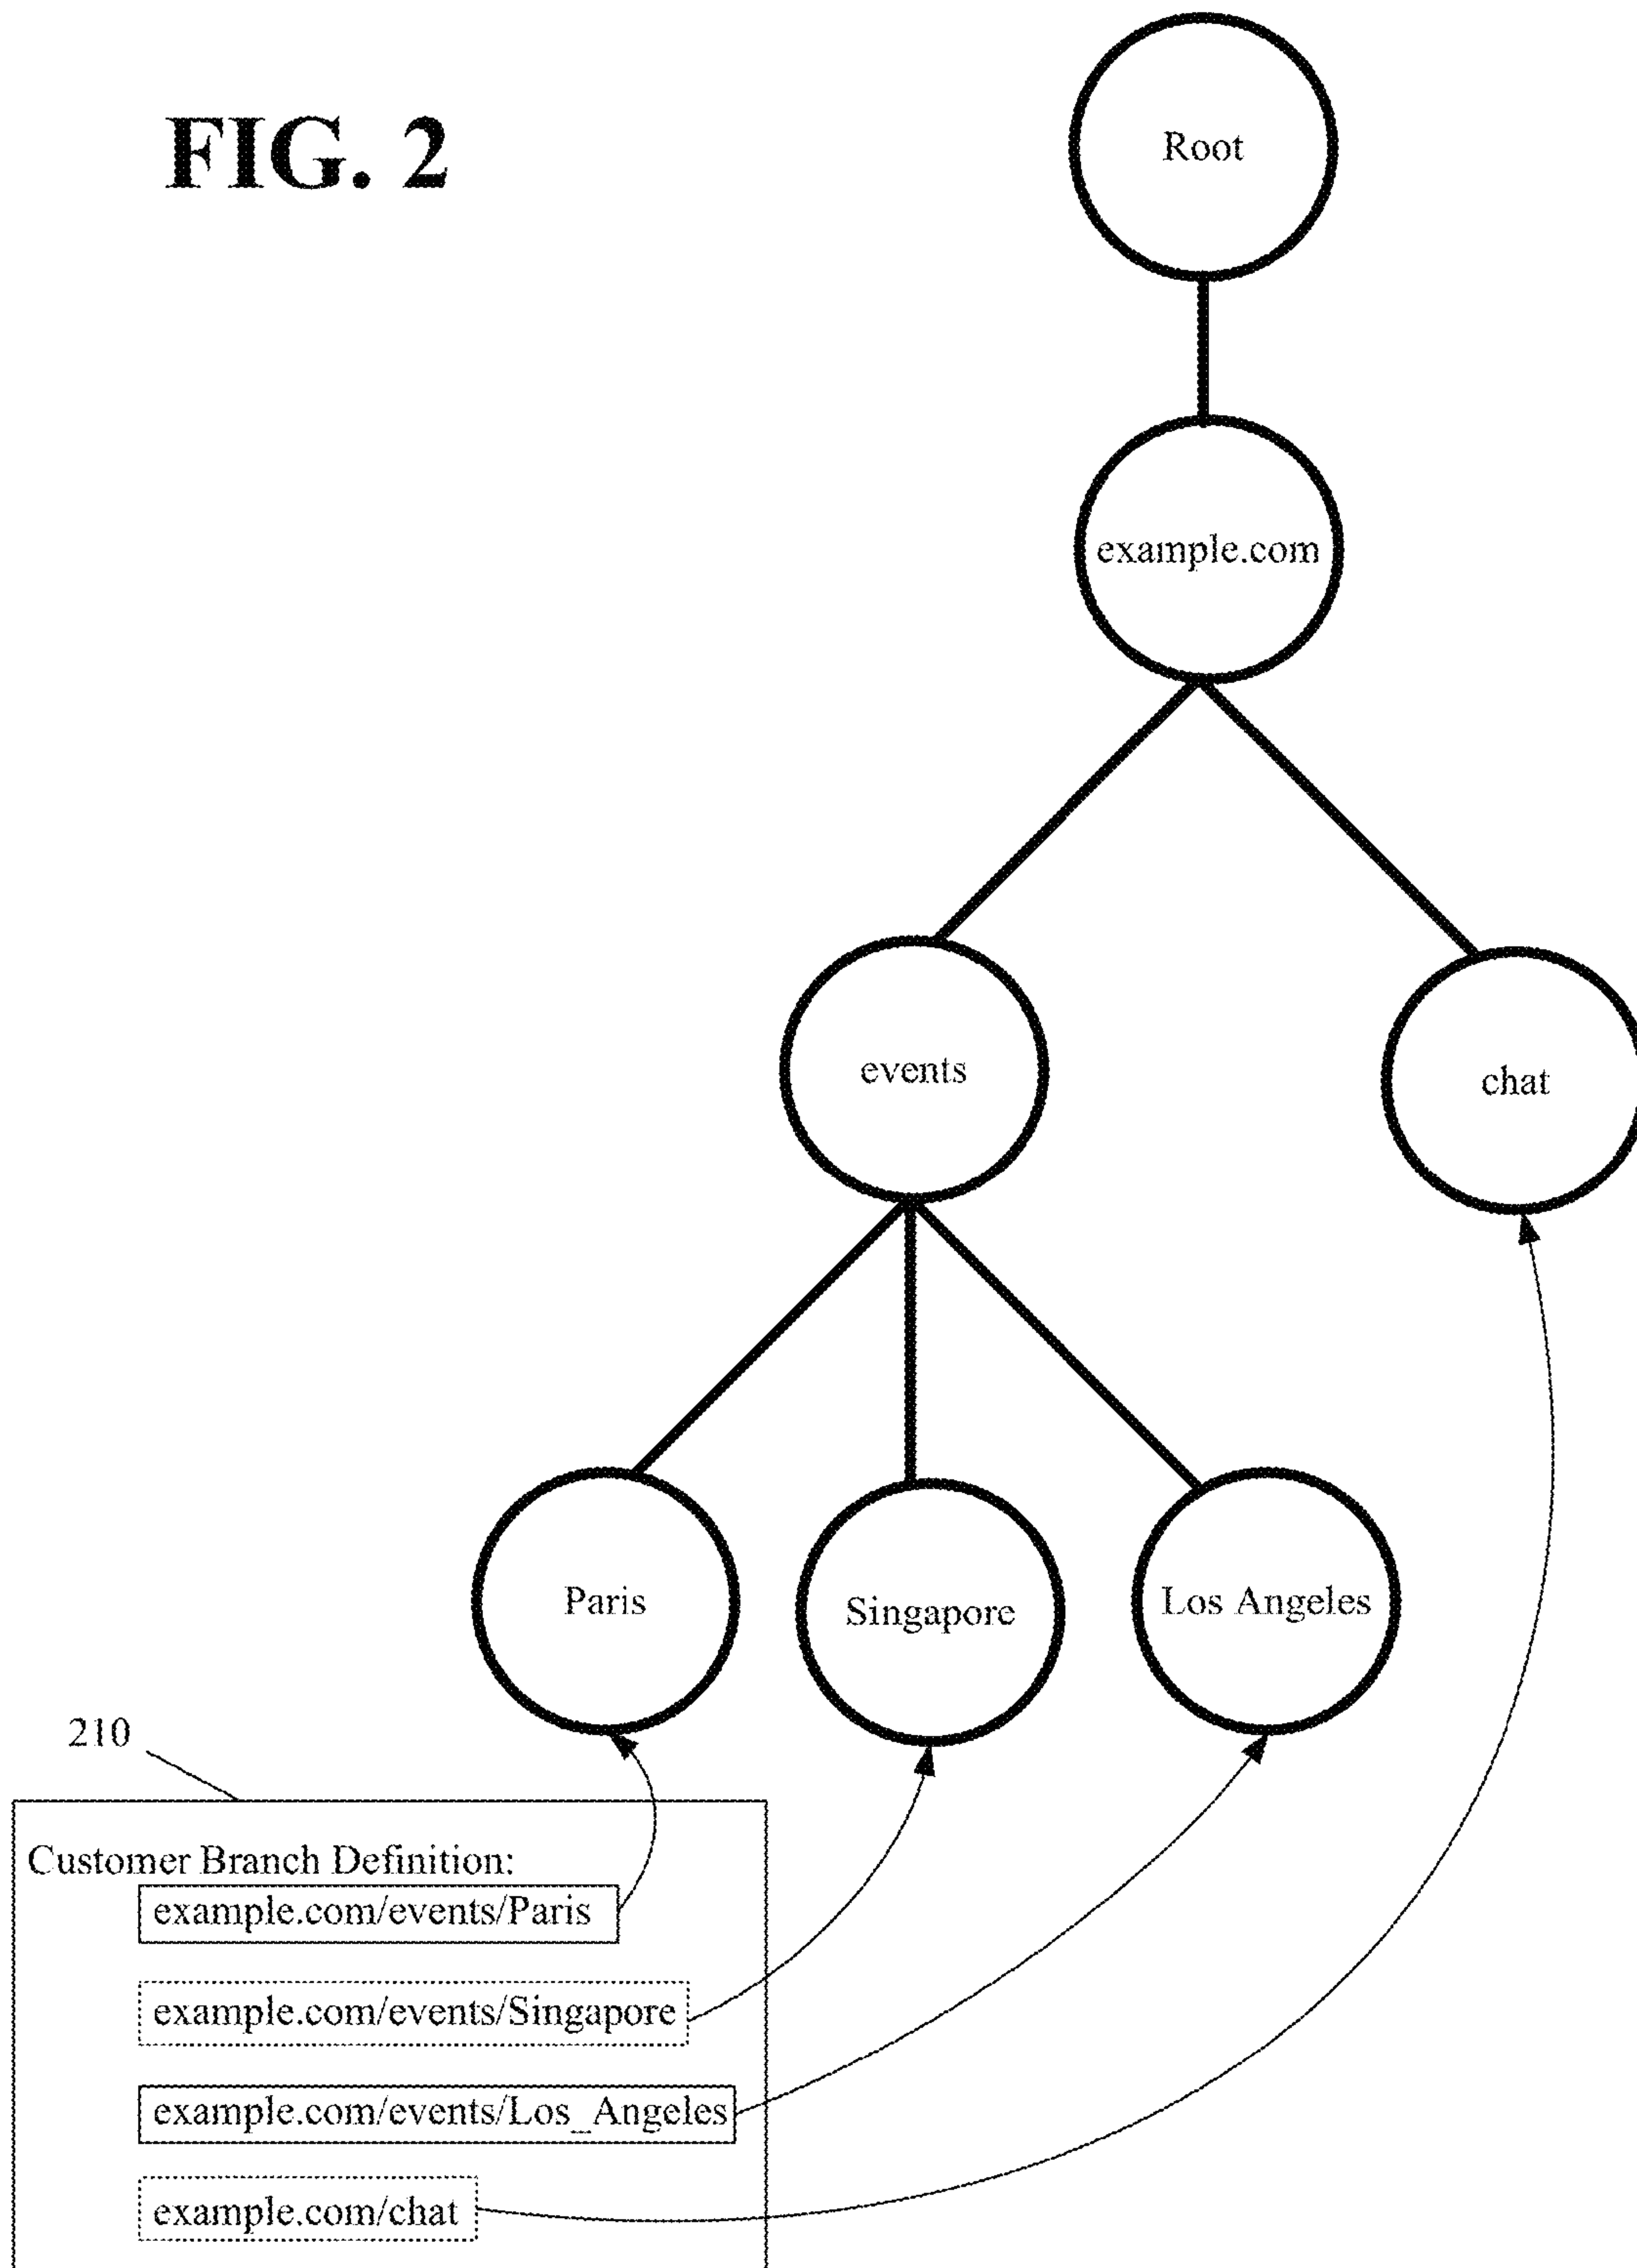 FIG. 2
Root
example.com
events
chat
Paris
Singapore
Los Angeles
210
Customer Branch Definition:
example.com/events/Paris
example.com/events/Singapore
example.com/events/Los_Angeles
example.com/chat